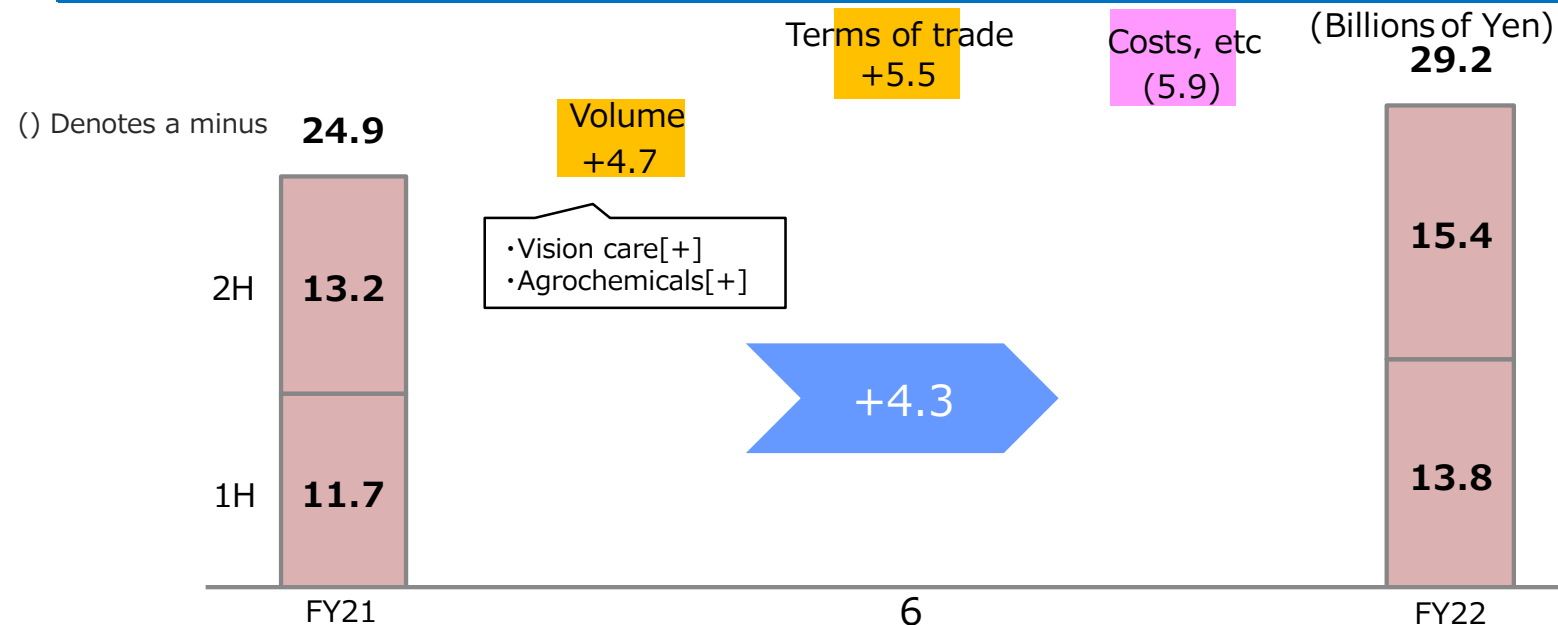 (Billions of Yen)
Terms of trade
+5.5
Costs, etc
(5.9)
29.2
() Denotes a minus
24.9
Volume
+4.7
・Vision care[+]
・Agrochemicals[+]
2H
13.2
15.4
+4.3
1H
11.7
13.8
FY21
6
FY22